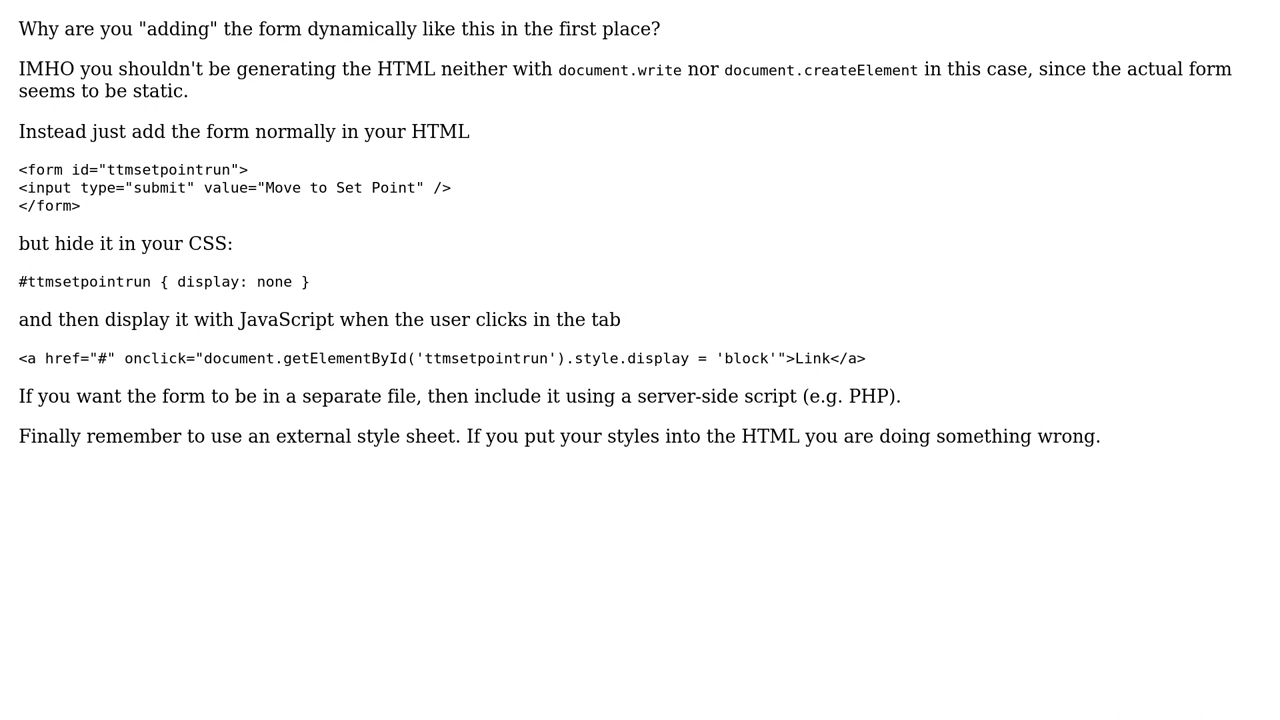 Why are you "adding" the form dynamically like this in the first place?
IMHO you shouldn't be generating the HTML neither with document.write nor document.createElement in this case, since the actual form
seems to be static.
Instead just add the form normally in your HTML
<form id="ttmsetpointrun">
<input type="submit" value="Move to Set Point" />
</form>
but hide it in your CSS:
#ttmsetpointrun { display: none }
and then display it with JavaScript when the user clicks in the tab
<a href="#" onclick="document.getElementById('ttmsetpointrun').style.display = 'block'">Link</a>
If you want the form to be in a separate file, then include it using a server-side script (e.g. PHP).
Finally remember to use an external style sheet. If you put your styles into the HTML you are doing something wrong.